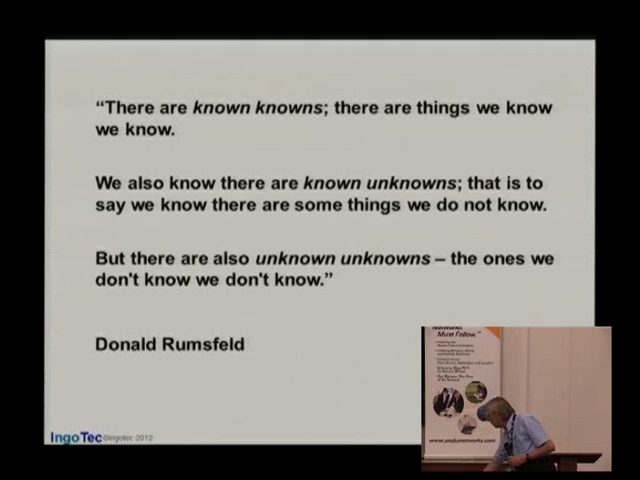 “There are known knowns; there are things we know
we know.
We also know there are known unknowns; that is to
say we know there are some things we do not know.
But there are also unknown unknowns – the ones we
don't know we don't know.”
Donald Rumsfeld
IngoTec ©Ingotec 2012
Networks
Must Follow."